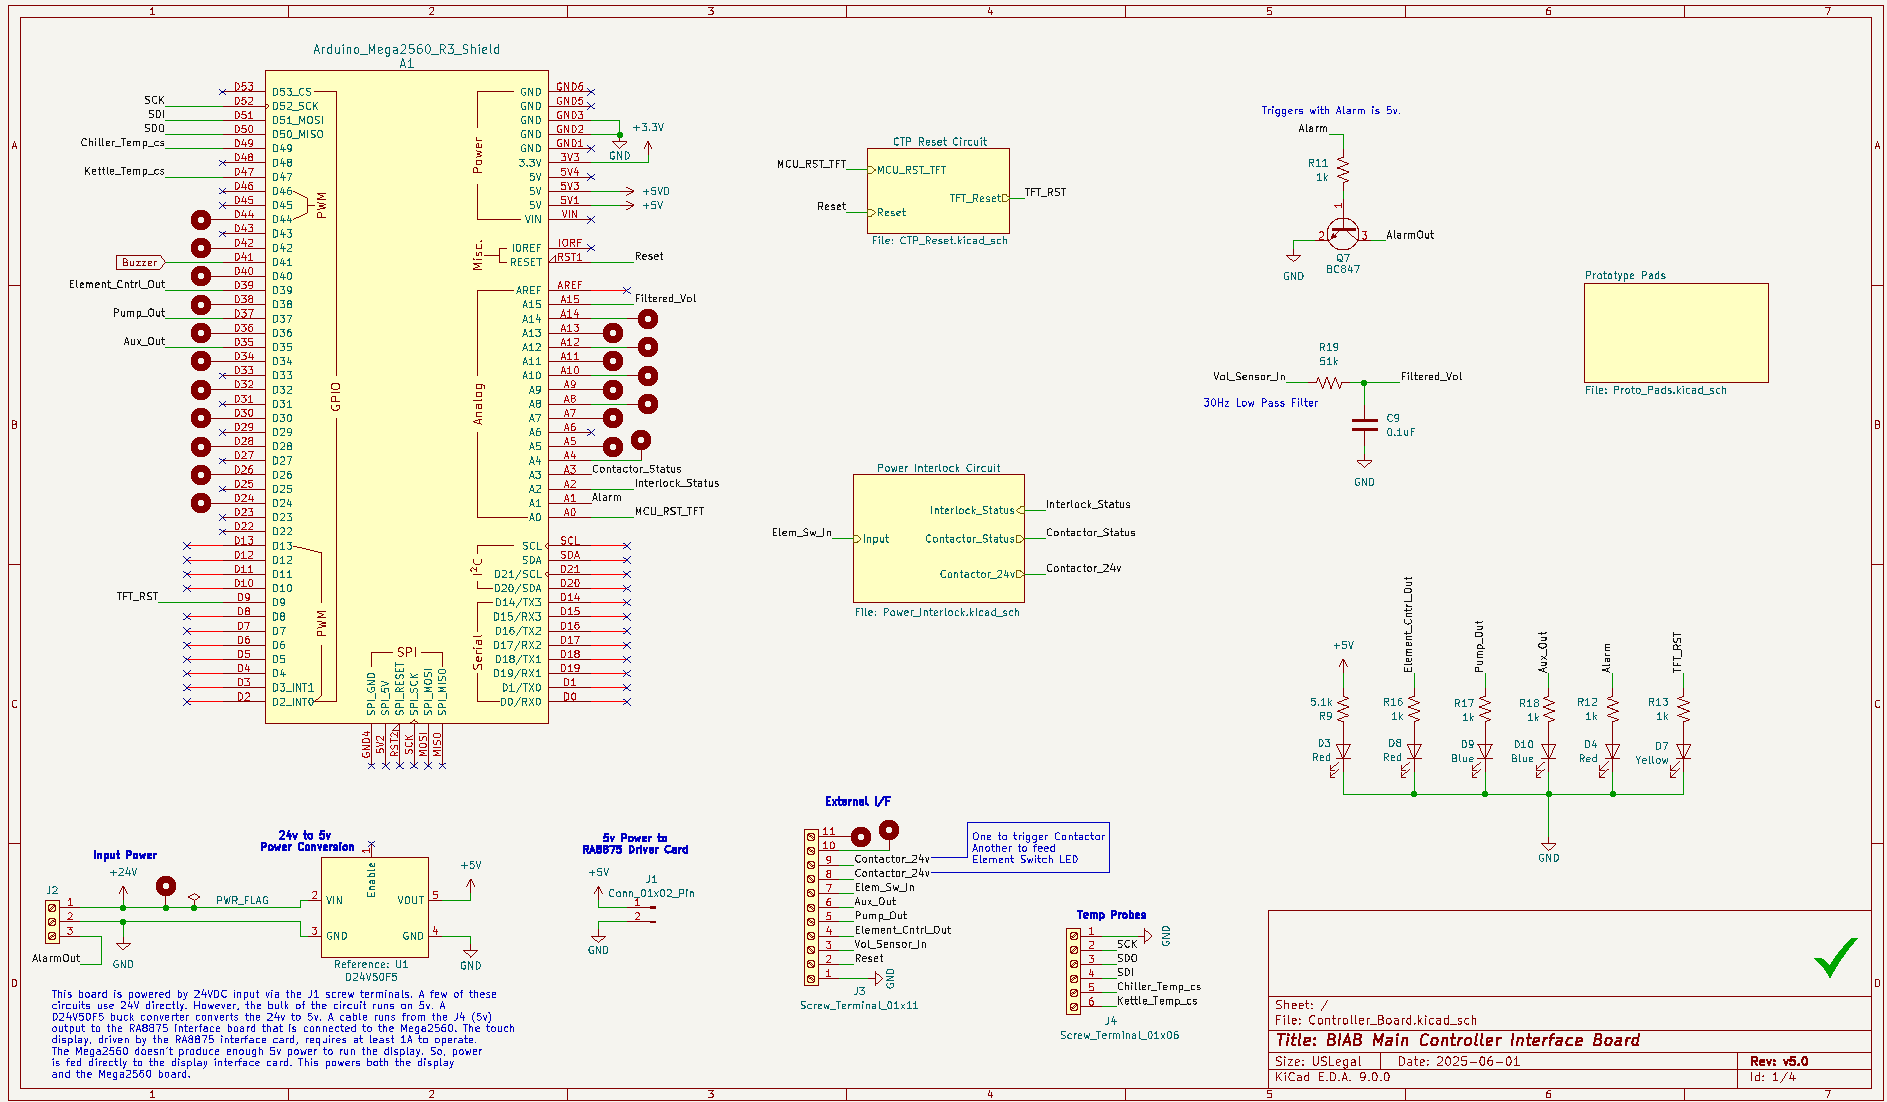 1 2 3 4 5 6 7
A
B
C
D
Arduino_Mega2560_R3_Shield
A1
D53 D53_CS
SCK D52 D52_SCK
SDI D51 D51_MOSI
SDO D50 D50_MISO
Chiller_Temp_cs D49 D49
D48 D48
Kettle_Temp_cs D47 D47
D46 D46
D45 D45
D44 D44
PWM
D43 D43
D42 D42
Buzzer D41 D41
D40 D40
Element_Cntrl_Out D39 D39
D38 D38
Pump_Out D37 D37
D36 D36
Aux_Out D35 D35
D34 D34
D33 D33
D32 D32
D31 D31
D30 D30
D29 D29
D28 D28
D27 D27
D26 D26
D25 D25
D24 D24
D23 D23
D22 D22
GPIO
D13 D13
D12 D12
D11 D11
D10 D10
TFT_RST D9 D9
D8 D8
D7 D7
D6 D6
D5 D5
D4 D4
D3 D3_INT1
D2 D2_INT0
PWM
Power
GND GND6
GND GND5
GND GND3
GND GND2
GND GND1
3.3V 3V3
5V 5V4
5V 5V3
5V 5V1
VIN VIN
+3.3V
GND
+5VD
+5V
Misc.
IOREF IORF
RESET RST1 Reset
Analog
AREF AREF
A15 A15 Filtered_Vol
A14 A14
A13 A13
A12 A12
A11 A11
A10 A10
A9 A9
A8 A8
A7 A7
A6 A6
A5 A5
A4 A4
A3 A3 Contactor_Status
A2 A2 Interlock_Status
A1 A1 Alarm
A0 A0 MCU_RST_TFT
I²C
SCL SCL
SDA SDA
D21/SCL D21
D20/SDA D20
Serial
D14/TX3 D14
D15/RX3 D15
D16/TX2 D16
D17/RX2 D17
D18/TX1 D18
D19/RX1 D19
D1/TX0 D1
D0/RX0 D0
SPI
SPI_GND SPI_5V SPI_RESET SPI_SCK SPI_MOSI SPI_MISO
GND4 5V2 RST2 SCK MOSI MISO
CTP Reset Circuit
MCU_RST_TFT MCU_RST_TFT
TFT_Reset TFT_RST
Reset Reset
File: CTP_Reset.kicad_sch
Power Interlock Circuit
Interlock_Status Interlock_Status
Elem_Sw_In Input Contactor_Status Contactor_Status
Contactor_24v Contactor_24v
File: Power_Interlock.kicad_sch
Triggers with Alarm is 5v.
Alarm
R11
1k
1
2 3 AlarmOut
Q7
BC847
GND
R19
51k
Vol_Sensor_In Filtered_Vol
30Hz Low Pass Filter
C9
0.1uF
GND
Prototype Pads
File: Proto_Pads.kicad_sch
+5V Element_Cntrl_Out Pump_Out Aux_Out Alarm TFT_RST
5.1k R9
R16 1k
R17 1k
R18 1k
R12 1k
R13 1k
D3 Red
D8 Red
D9 Blue
D10 Blue
D4 Red
D7 Yellow
GND
Input Power
+24V
J2
1
2
3
AlarmOut
GND
PWR_FLAG
24v to 5v
Power Conversion
1 Enable
2 VIN VOUT 5
3 GND GND 4
+5V
GND
Reference: U1
D24V50F5
5v Power to
RA8875 Driver Card
+5V
J1
Conn_01x02_Pin
1
2
GND
External I/F
11
10
9 Contactor_24v
8 Contactor_24v
7 Elem_Sw_In
6 Aux_Out
5 Pump_Out
4 Element_Cntrl_Out
3 Vol_Sensor_In
2 Reset
1 GND
J3
Screw_Terminal_01x11
One to trigger Contactor
Another to feed
Element Switch LED
Temp Probes
1 GND
2 SCK
3 SDO
4 SDI
5 Chiller_Temp_cs
6 Kettle_Temp_cs
J4
Screw_Terminal_01x06
This board is powered by 24VDC input via the J1 screw terminals. A few of these
circuits use 24V directly. However, the bulk of the circuit runs on 5v. A
D24V50F5 buck converter converts the 24v to 5v. A cable runs from the J4 (5v)
output to the RA8875 interface board that is connected to the Mega2560. The touch
display, driven by the RA8875 interface card, requires at least 1A to operate.
The Mega2560 doesn't produce enough 5v power to run the display. So, power
is fed directly to the display interface card. This powers both the display
and the Mega2560 board.
Sheet: /
File: Controller_Board.kicad_sch
Title: BIAB Main Controller Interface Board
Size: USLegal Date: 2025-06-01 Rev: v5.0
KiCad E.D.A. 9.0.0 Id: 1/4
A
B
C
D
1 2 3 4 5 6 7